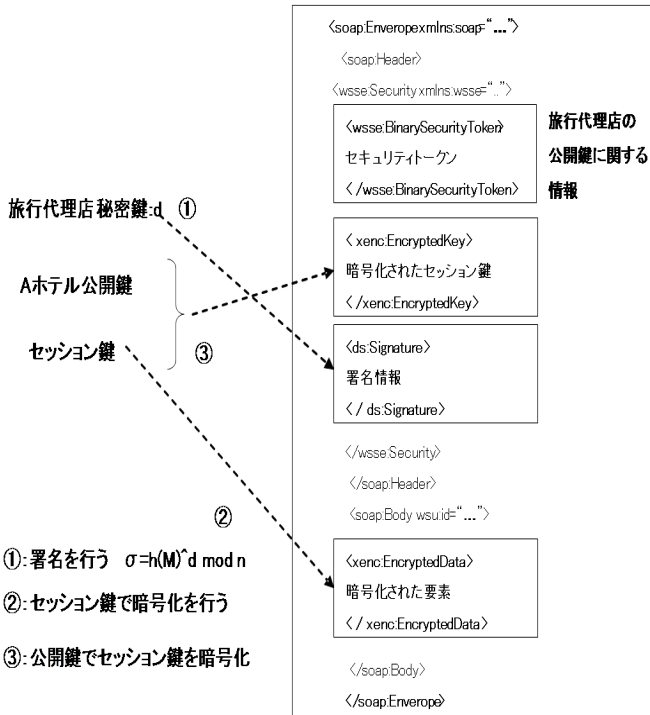 <soap:Enveropexmlns:soap=“...”>
<soap:Header>
<wsse:Security xmlns:wsse=“..”>
<wsse:BinarySecurityToken>
セキュリティトークン
</wsse:BinarySecurityToken>
旅行代理店の
公開鍵に関する
情報
旅行代理店 秘密鍵:d ①
Aホテル公開鍵
セッション鍵
③
<xenc:EncryptedKey>
暗号化されたセッション鍵
</xenc:EncryptedKey>
<ds:Signature>
署名情報
</ ds:Signature>
</wsse:Security>
</soap:Header>
<soap:Body wsu:id=“...”>
②
①:署名を行う σ=h(M)^d mod n
②:セッション鍵で暗号化を行う
③:公開鍵でセッション鍵を暗号化
<xenc:EncryptedData>
暗号化された要素
</ xenc:EncryptedData>
</soap:Body>
</soap:Enverope>